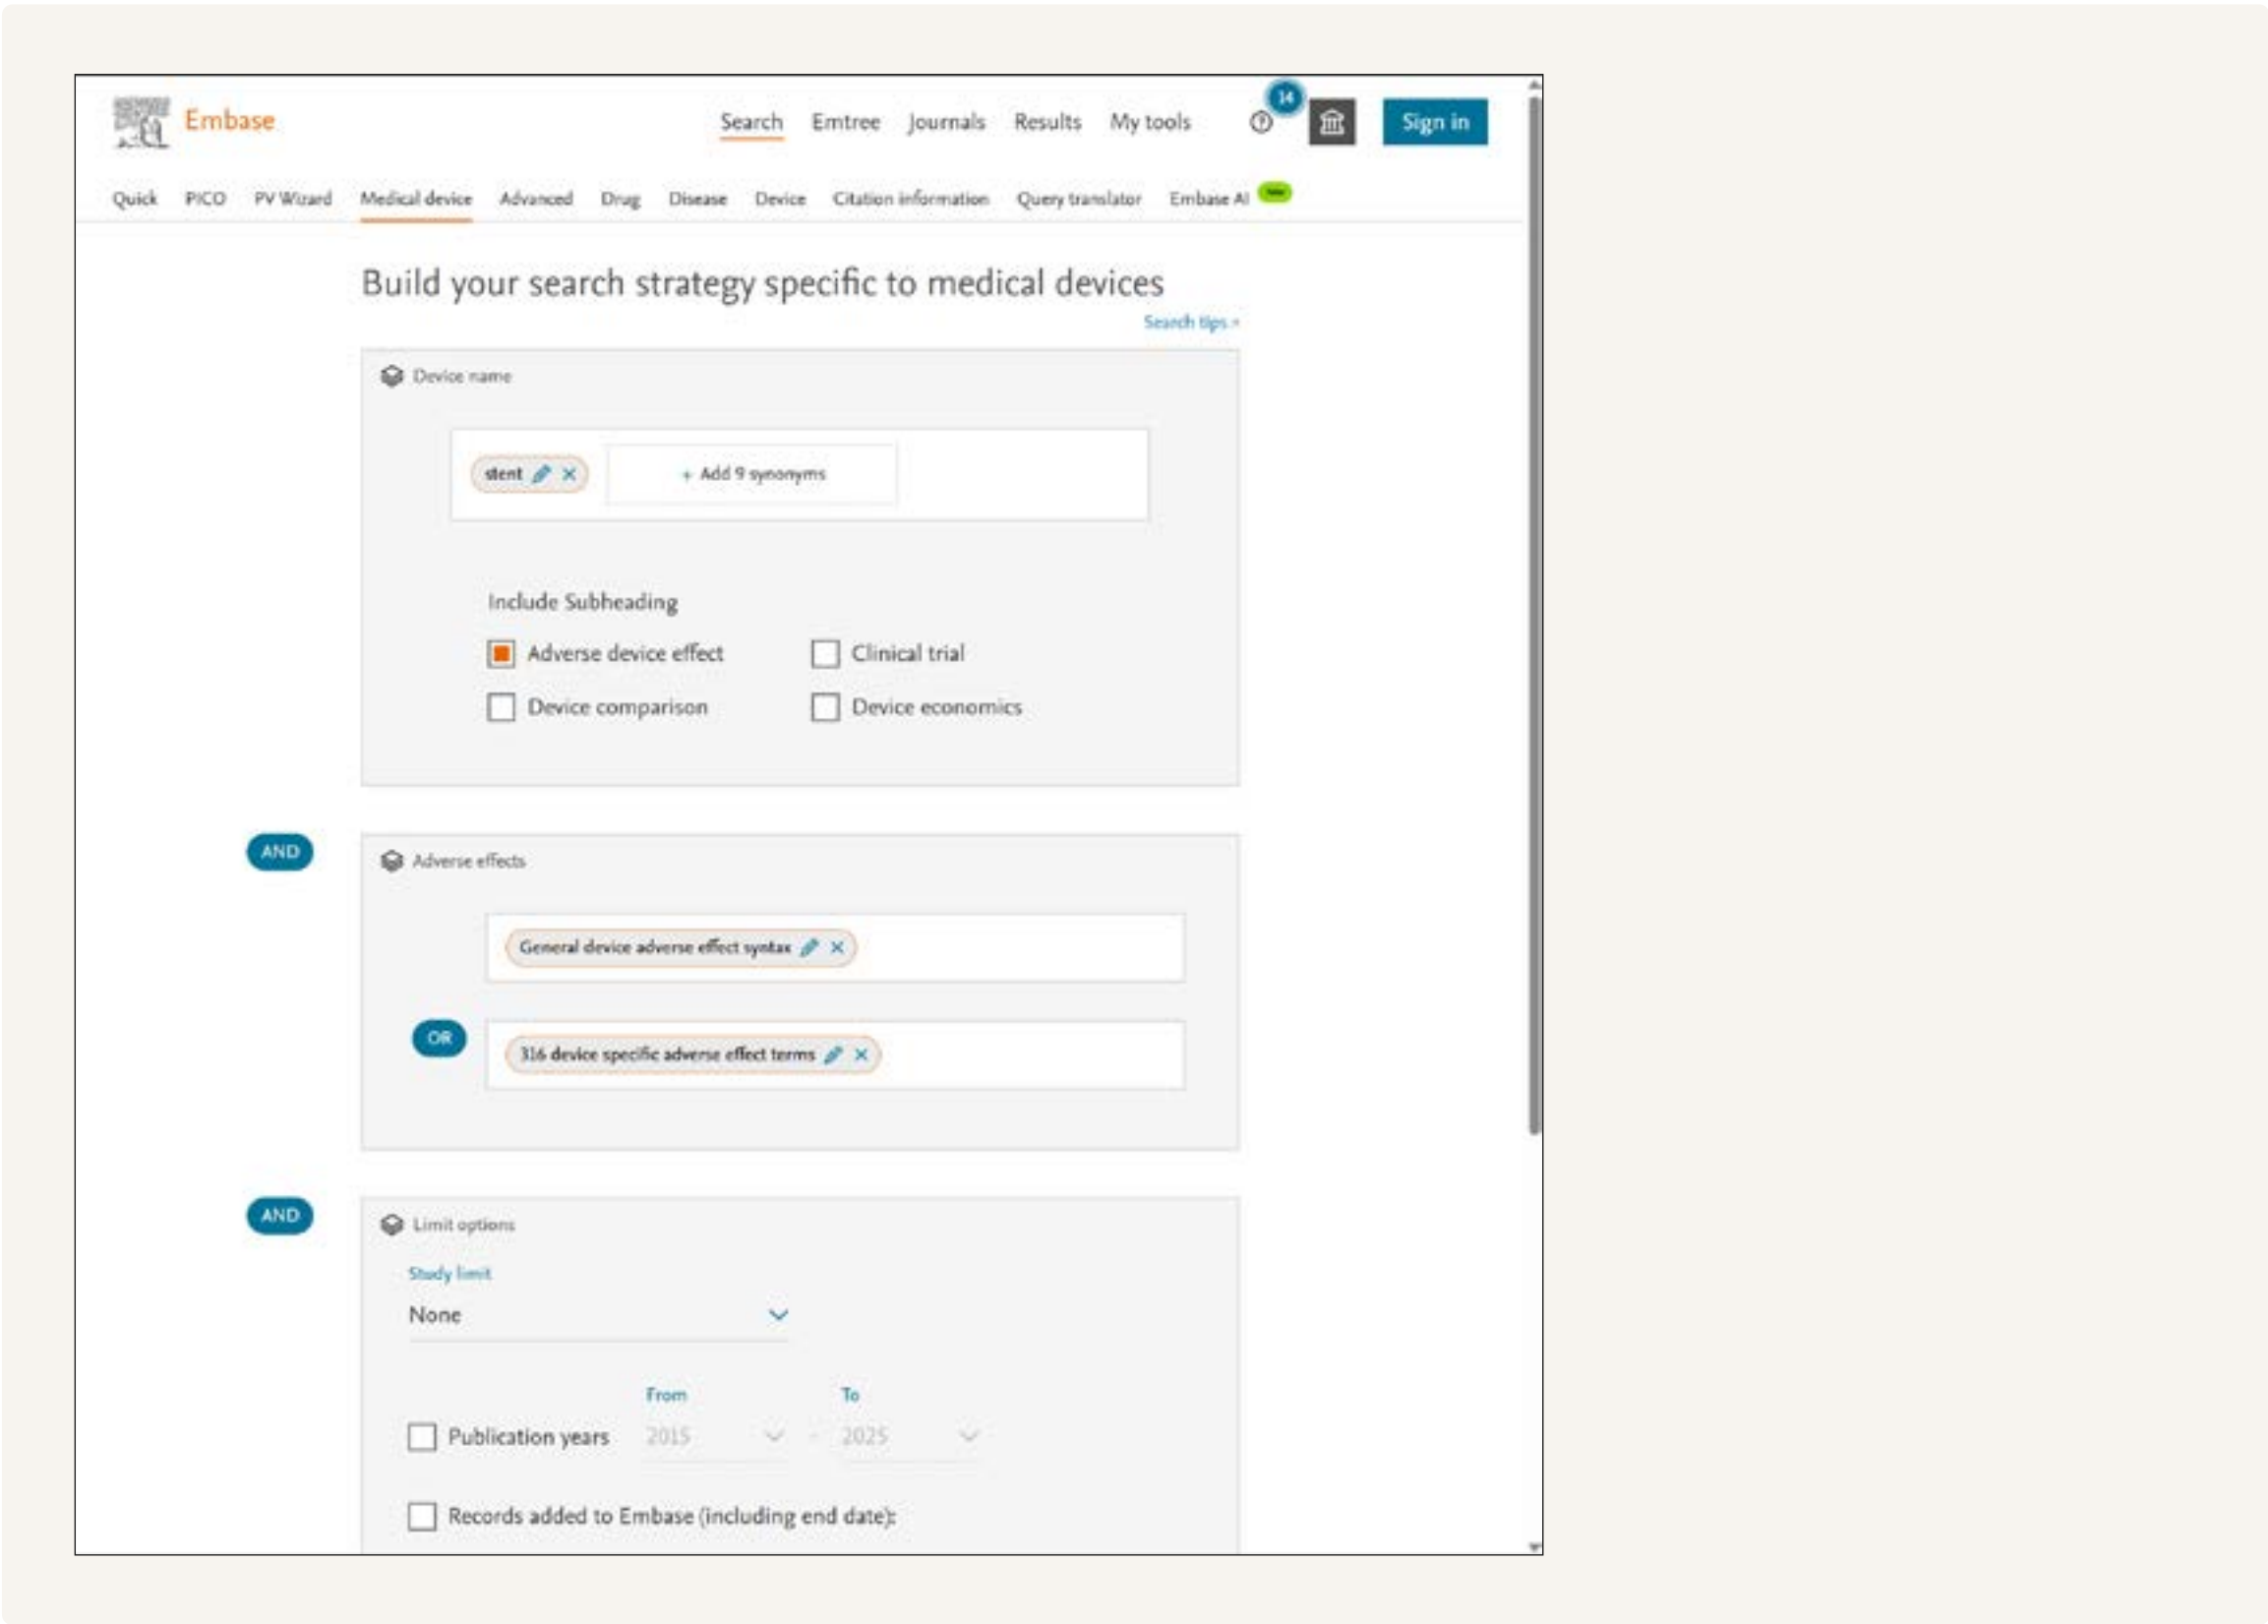 Embase
Search Emtree Journals Results My tools 14 Sign in
Quick PICO PV Wizard Medical device Advanced Drug Disease Device Citation information Query translator Embase AI
Build your search strategy specific to medical devices
Search tips
Device name
stent + Add 9 synonyms
Include Subheading
Adverse device effect Clinical trial
Device comparison Device economics
AND
Adverse effects
General device adverse effect syntax
OR
316 device specific adverse effect terms
AND
Limit options
Study limit
None
From To
Publication years 2015 - 2025
Records added to Embase (including end date):